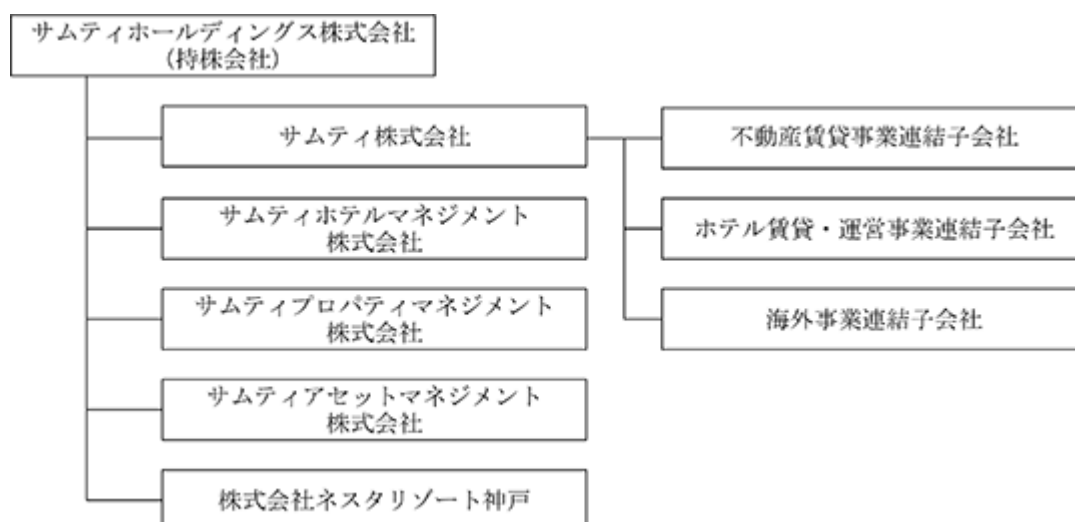 サムティホールディングス株式会社
(持株会社)
サムティ株式会社
不動産賃貸事業連結子会社
サムティホテルマネジメント
株式会社
ホテル賃貸・運営事業連結子会社
サムティプロパティマネジメント
株式会社
海外事業連結子会社
サムティアセットマネジメント
株式会社
株式会社ネスタリゾート神戸